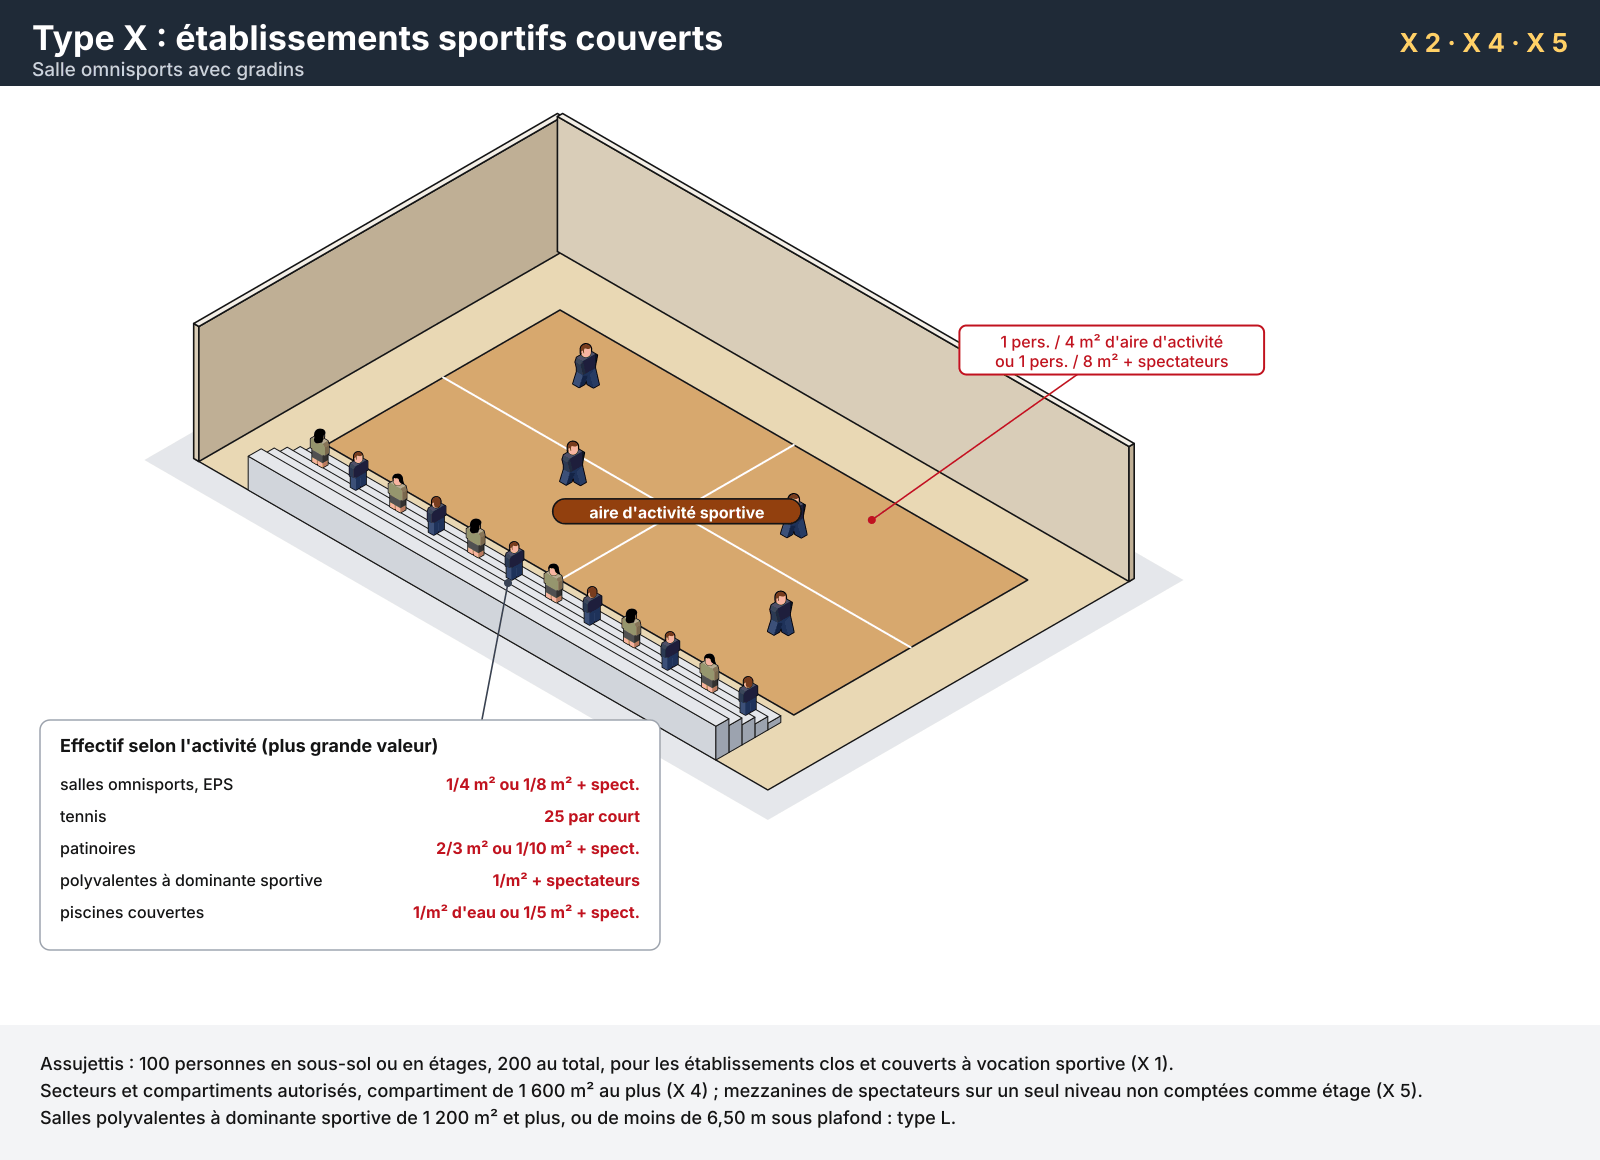 Type X : établissements sportifs couverts
Salle omnisports avec gradins
X 2 · X 4 · X 5
1 pers. / 4 m² d'aire d'activité
ou 1 pers. / 8 m² + spectateurs
aire d'activité sportive
Effectif selon l'activité (plus grande valeur)
salles omnisports, EPS 1/4 m² ou 1/8 m² + spect.
tennis 25 par court
patinoires 2/3 m² ou 1/10 m² + spect.
polyvalentes à dominante sportive 1/m² + spectateurs
piscines couvertes 1/m² d'eau ou 1/5 m² + spect.
Assujettis : 100 personnes en sous-sol ou en étages, 200 au total, pour les établissements clos et couverts à vocation sportive (X 1).
Secteurs et compartiments autorisés, compartiment de 1 600 m² au plus (X 4) ; mezzanines de spectateurs sur un seul niveau non comptées comme étage (X 5).
Salles polyvalentes à dominante sportive de 1 200 m² et plus, ou de moins de 6,50 m sous plafond : type L.